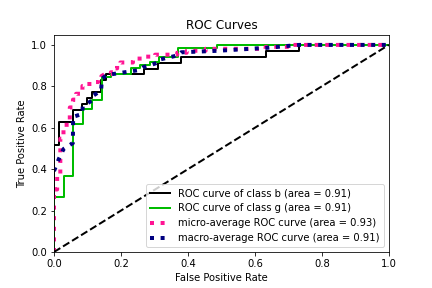 ROC Curves
True Positive Rate
1.0
0.8
0.6
0.4
0.2
0.0
ROC curve of class b (area = 0.91)
ROC curve of class g (area = 0.91)
micro-average ROC curve (area = 0.93)
macro-average ROC curve (area = 0.91)
0.0 0.2 0.4 0.6 0.8 1.0
False Positive Rate